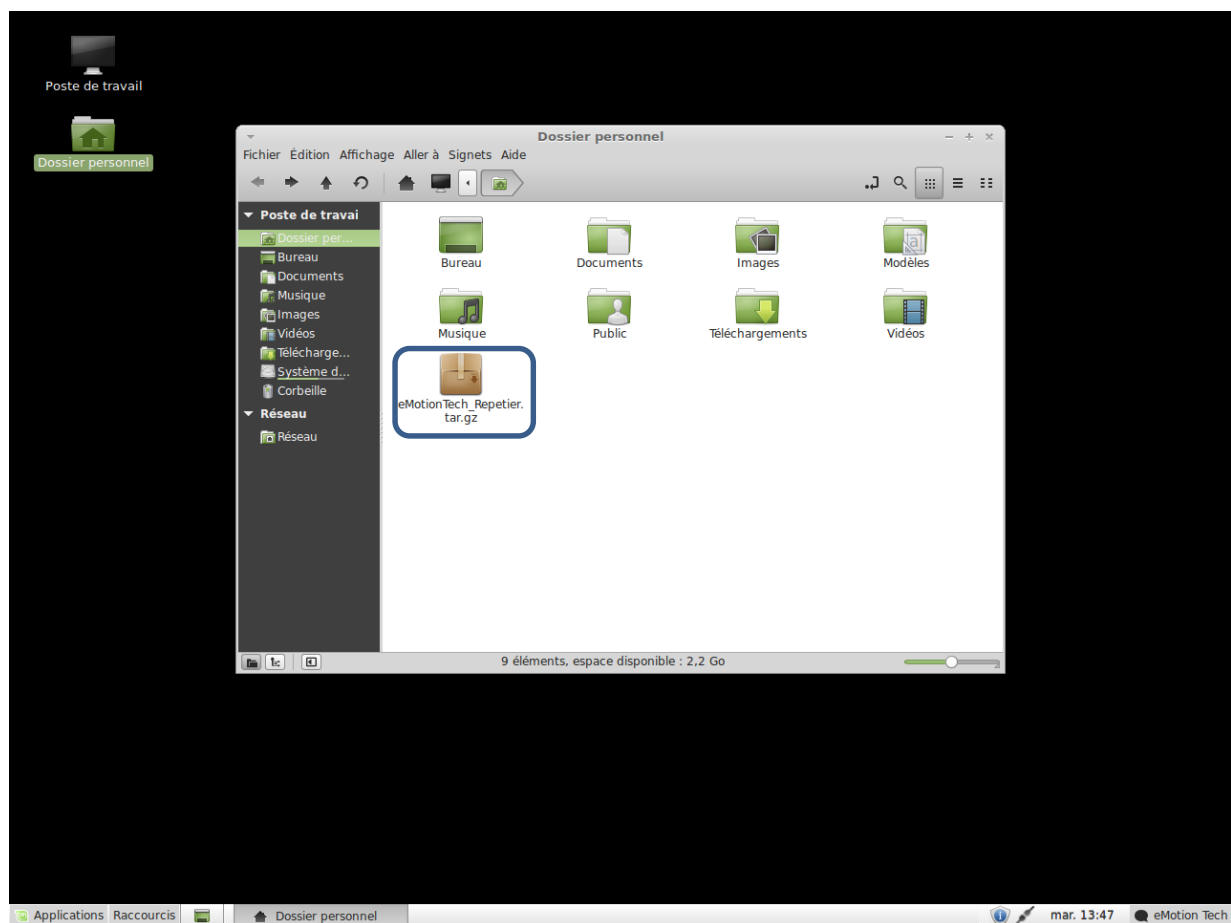 Poste de travail
Dossier personnel
Dossier personnel
Fichier Édition Affichage Aller à Signets Aide
Poste de travai
Dossier per...
Bureau
Documents
Musique
Images
Vidéos
Télécharge...
Système d...
Corbeille
Réseau
Réseau
Bureau
Documents
Images
Modèles
Musique
Public
Téléchargements
Vidéos
eMotionTech_Repetier.
tar.gz
9 éléments, espace disponible : 2,2 Go
Applications Raccourcis Dossier personnel mar. 13:47 eMotion Tech